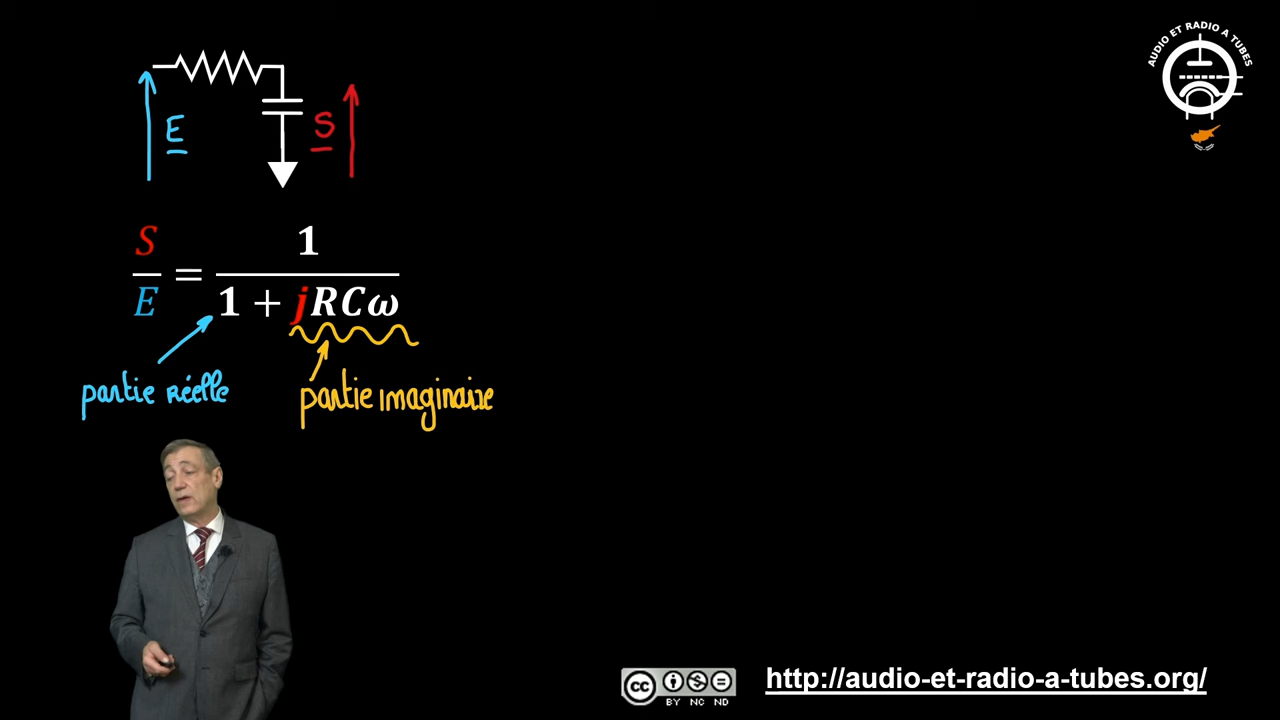 AUDIO ET RADIO A TUBES
E
S
S/E = 1/(1 + jRCω)
partie réelle
partie imaginaire
CC BY NC ND
http://audio-et-radio-a-tubes.org/